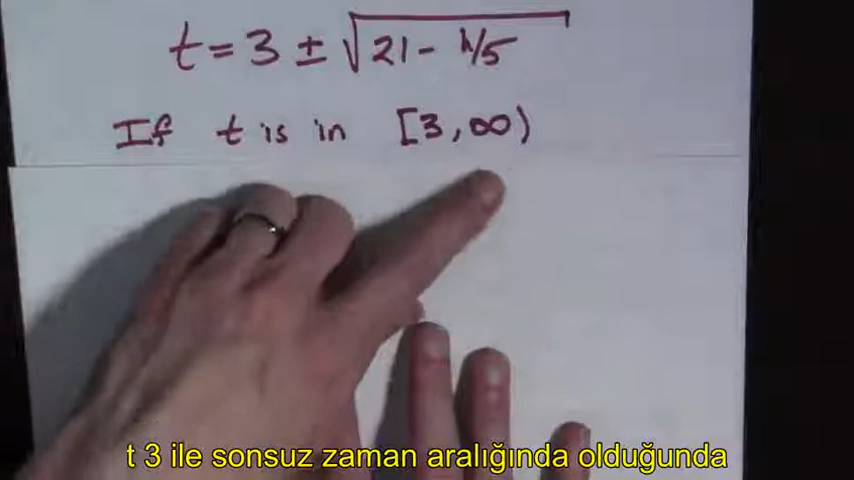 t = 3 ± √(21 - h/5)
If t is in [3, ∞)
t 3 ile sonsuz zaman aralığında olduğunda